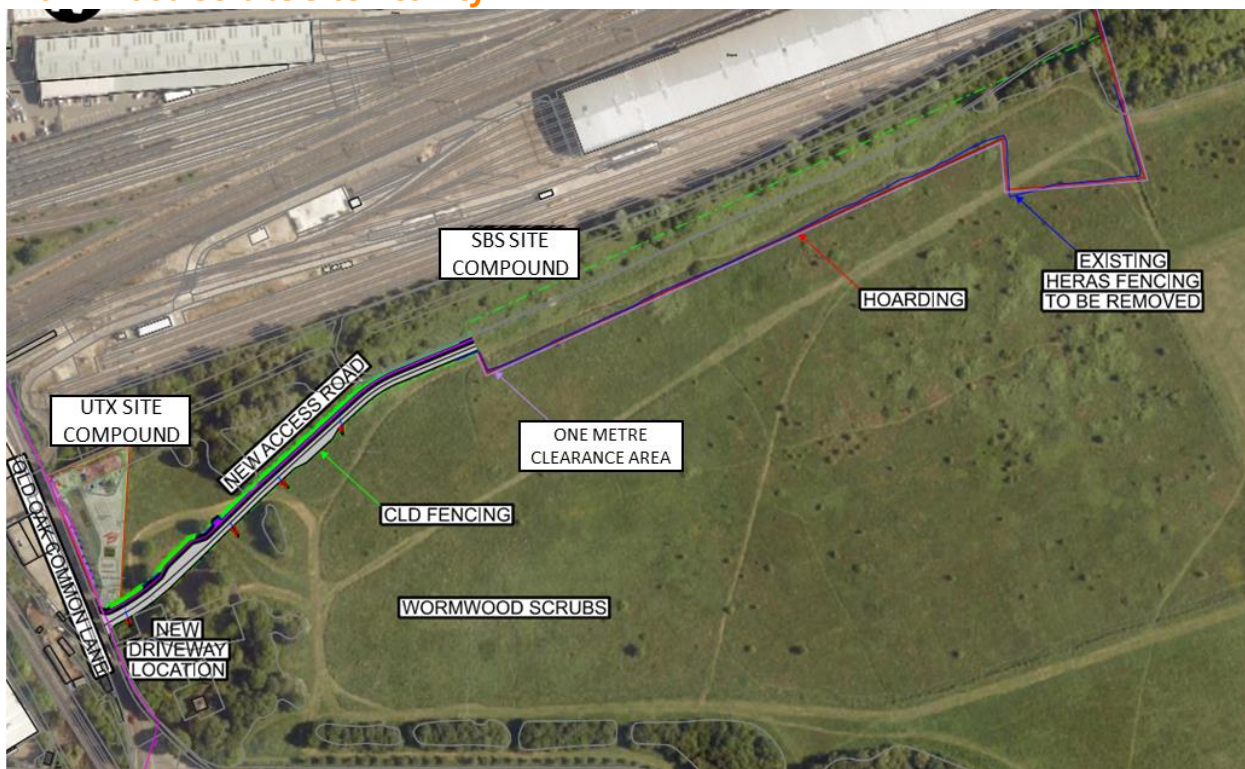 SBS SITE
COMPOUND
EXISTING
HERAS FENCING
TO BE REMOVED
HOARDING
NEW ACCESS ROAD
UTX SITE
COMPOUND
ONE METRE
CLEARANCE AREA
CLD FENCING
OLD OAK COMMON LANE
WORMWOOD SCRUBS
NEW
DRIVEWAY
LOCATION